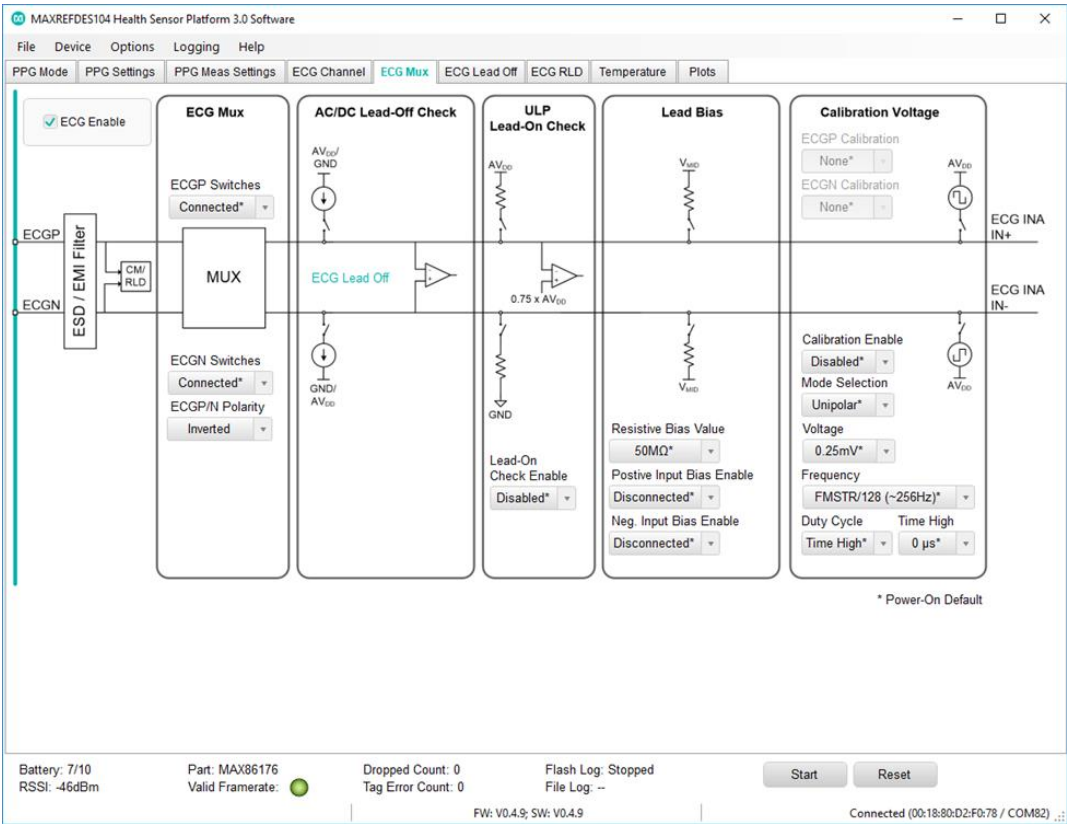 MAXREFDES104 Health Sensor Platform 3.0 Software
File Device Options Logging Help
PPG Mode PPG Settings PPG Meas Settings ECG Channel ECG Mux ECG Lead Off ECG RLD Temperature Plots
ECG Enable
ECG Mux
ECGP Switches
Connected*
ECGP
ECGN
ESD / EMI Filter
CM/
RLD
MUX
ECGN Switches
Connected*
ECGP/N Polarity
Inverted
AC/DC Lead-Off Check
AVDD/
GND
ECG Lead Off
-
+
GND/
AVDD
ULP
Lead-On Check
AVDD
-
+
0.75 x AVDD
GND
Lead-On
Check Enable
Disabled*
Lead Bias
VMID
VMID
Resistive Bias Value
50MΩ*
Postive Input Bias Enable
Disconnected*
Neg. Input Bias Enable
Disconnected*
Calibration Voltage
ECGP Calibration
None*
ECGN Calibration
None*
AVDD
ECG INA
IN+
ECG INA
IN-
Calibration Enable
Disabled*
AVDD
Mode Selection
Unipolar*
Voltage
0.25mV*
Frequency
FMSTR/128 (~256Hz)*
Duty Cycle Time High
Time High* 0 µs*
* Power-On Default
Battery: 7/10 Part: MAX86176 Dropped Count: 0 Flash Log: Stopped
RSSI: -46dBm Valid Framerate: Tag Error Count: 0 File Log: --
Start Reset
FW: V0.4.9; SW: V0.4.9 Connected (00:18:80:D2:F0:78 / COM82)